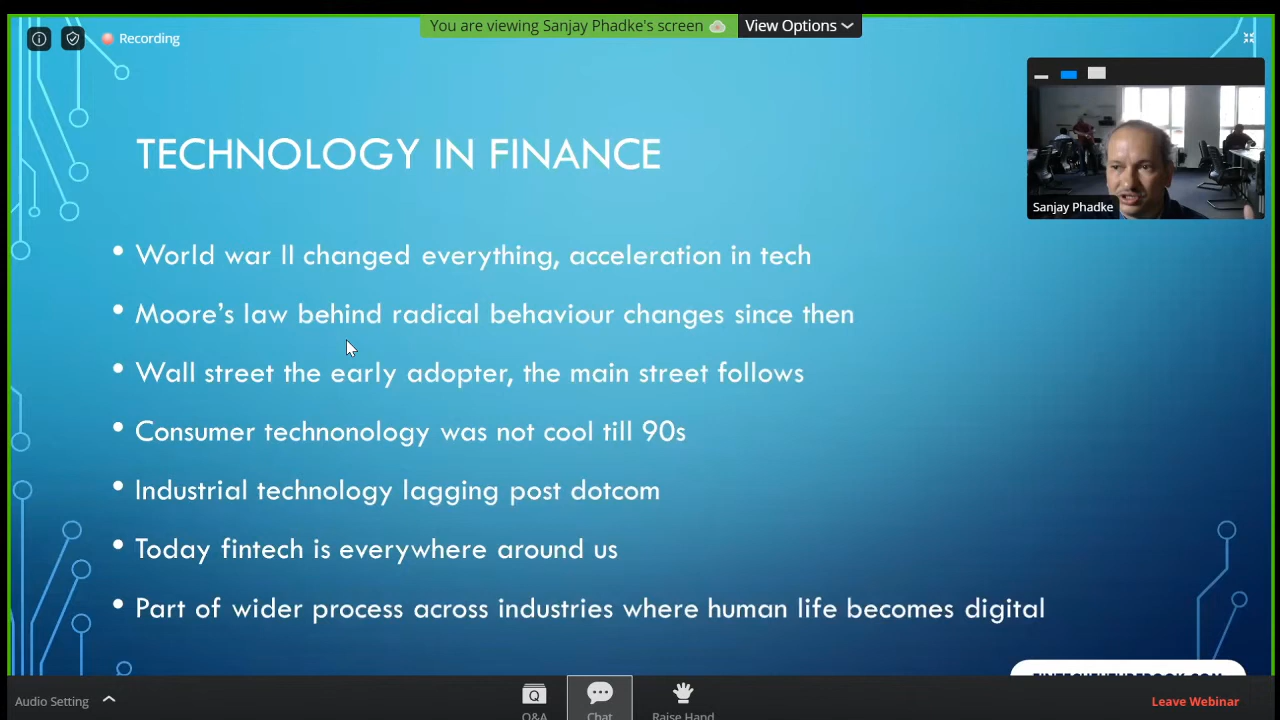 You are viewing Sanjay Phadke's screen
View Options
Recording
TECHNOLOGY IN FINANCE
Sanjay Phadke
• World war II changed everything, acceleration in tech
• Moore's law behind radical behaviour changes since then
• Wall street the early adopter, the main street follows
• Consumer technonology was not cool till 90s
• Industrial technology lagging post dotcom
• Today fintech is everywhere around us
• Part of wider process across industries where human life becomes digital
Audio Setting
Q&A
Chat
Raise Hand
Leave Webinar